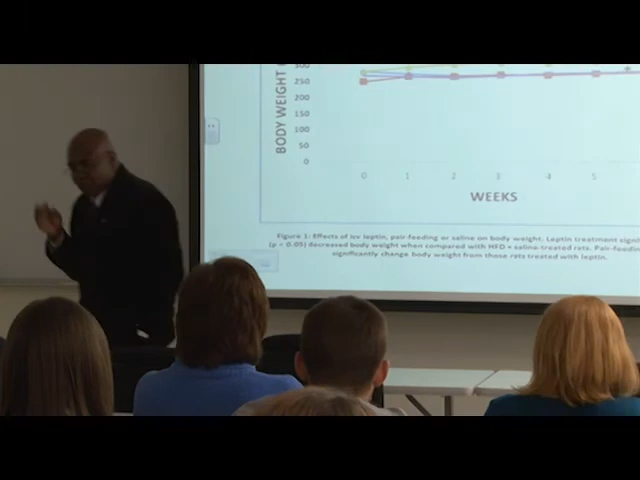 BODY WEIGHT
300
250
200
150
100
50
0
0 1 2 3 4 5
WEEKS
Figure 1: Effects of icv leptin, pair-feeding or saline on body weight. Leptin treatment signifi
(p < 0.05) decreased body weight when compared with HFD + saline-treated rats. Pair-feeding
significantly change body weight from those rats treated with leptin.